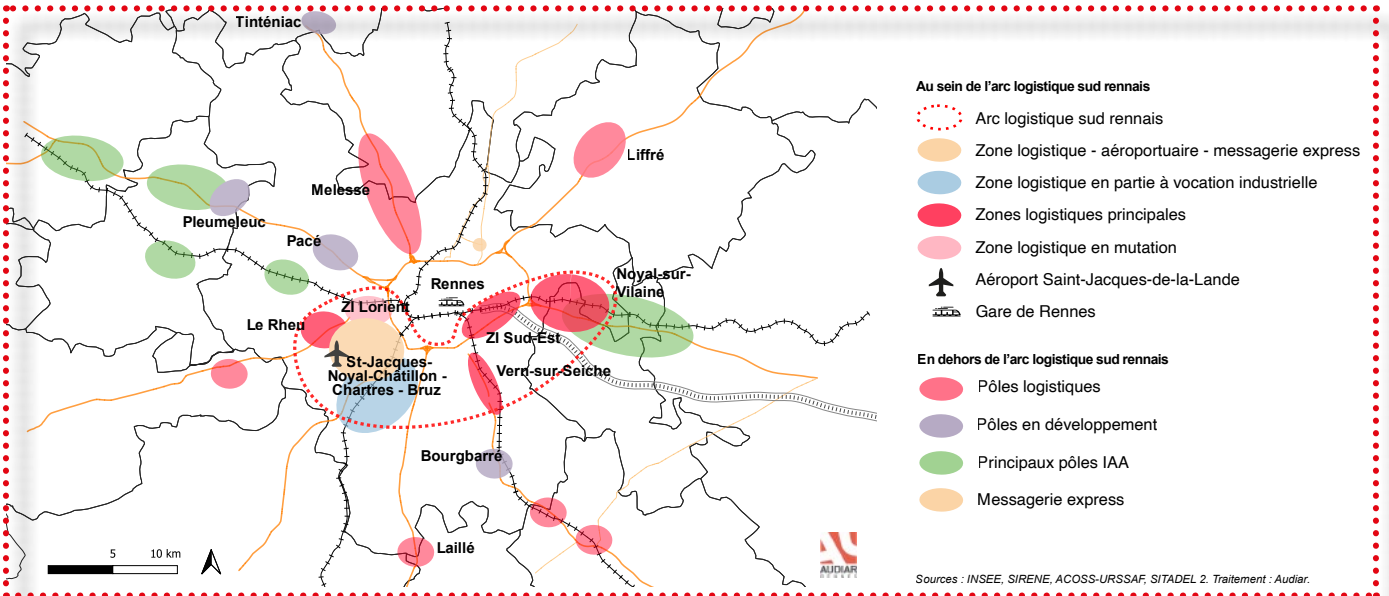 Tinténiac
Liffré
Melesse
Pleumeleuc
Pacé
Rennes
Noyal-sur-
Vilaine
ZI Lorient
Le Rheu
ZI Sud-Est
St-Jacques-
Noyal-Châtillon -
Chartres - Bruz
Vern-sur-Seiche
Bourgbarré
Laillé
5 10 km
AUDIAR
RENNES
Au sein de l'arc logistique sud rennais
Arc logistique sud rennais
Zone logistique - aéroportuaire - messagerie express
Zone logistique en partie à vocation industrielle
Zones logistiques principales
Zone logistique en mutation
Aéroport Saint-Jacques-de-la-Lande
Gare de Rennes
En dehors de l'arc logistique sud rennais
Pôles logistiques
Pôles en développement
Principaux pôles IAA
Messagerie express
Sources : INSEE, SIRENE, ACOSS-URSSAF, SITADEL 2. Traitement : Audiar.